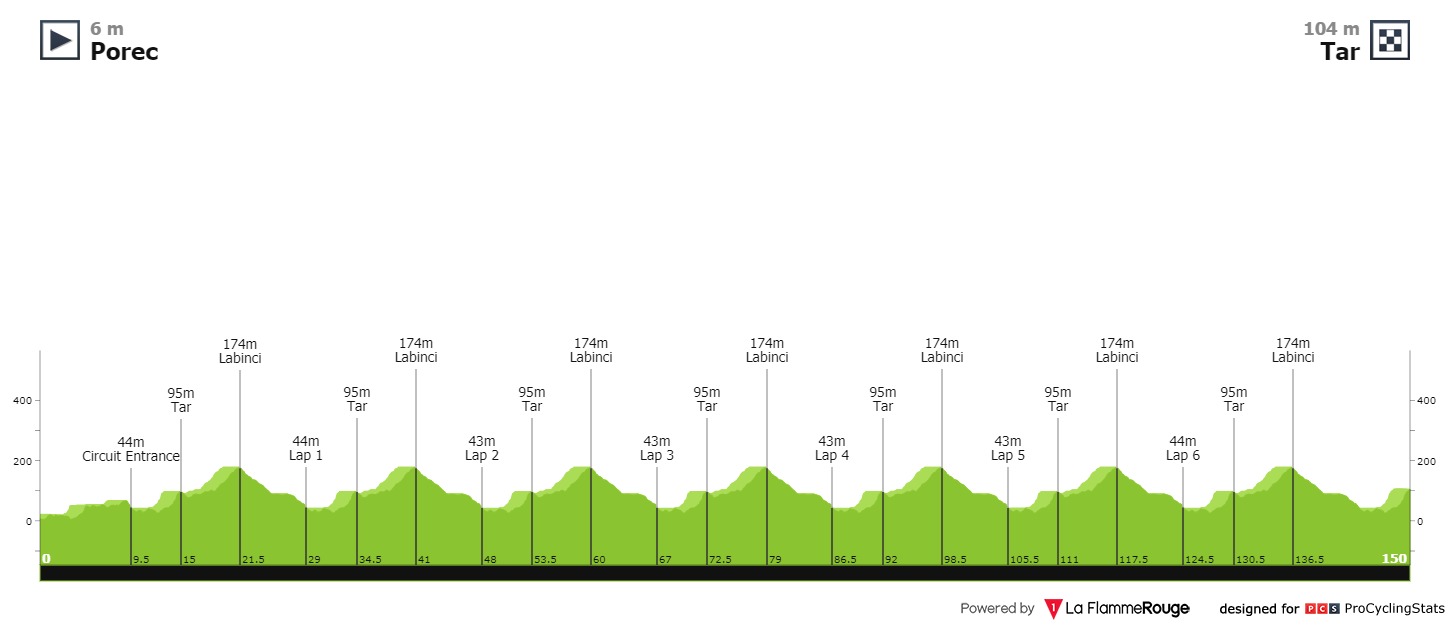 6 m
Porec
104 m
Tar
174m
Labinci
174m
Labinci
174m
Labinci
174m
Labinci
174m
Labinci
174m
Labinci
174m
Labinci
95m
Tar
95m
Tar
95m
Tar
95m
Tar
95m
Tar
95m
Tar
95m
Tar
44m
Circuit Entrance
44m
Lap 1
43m
Lap 2
43m
Lap 3
43m
Lap 4
43m
Lap 5
44m
Lap 6
400 400
200 200
0 0
0 9.5 15 21.5 29 34.5 41 48 53.5 60 67 72.5 79 86.5 92 98.5 105.5 111 117.5 124.5 130.5 136.5 150
Powered by 1 La FlammeRouge designed for PCS ProCyclingStats